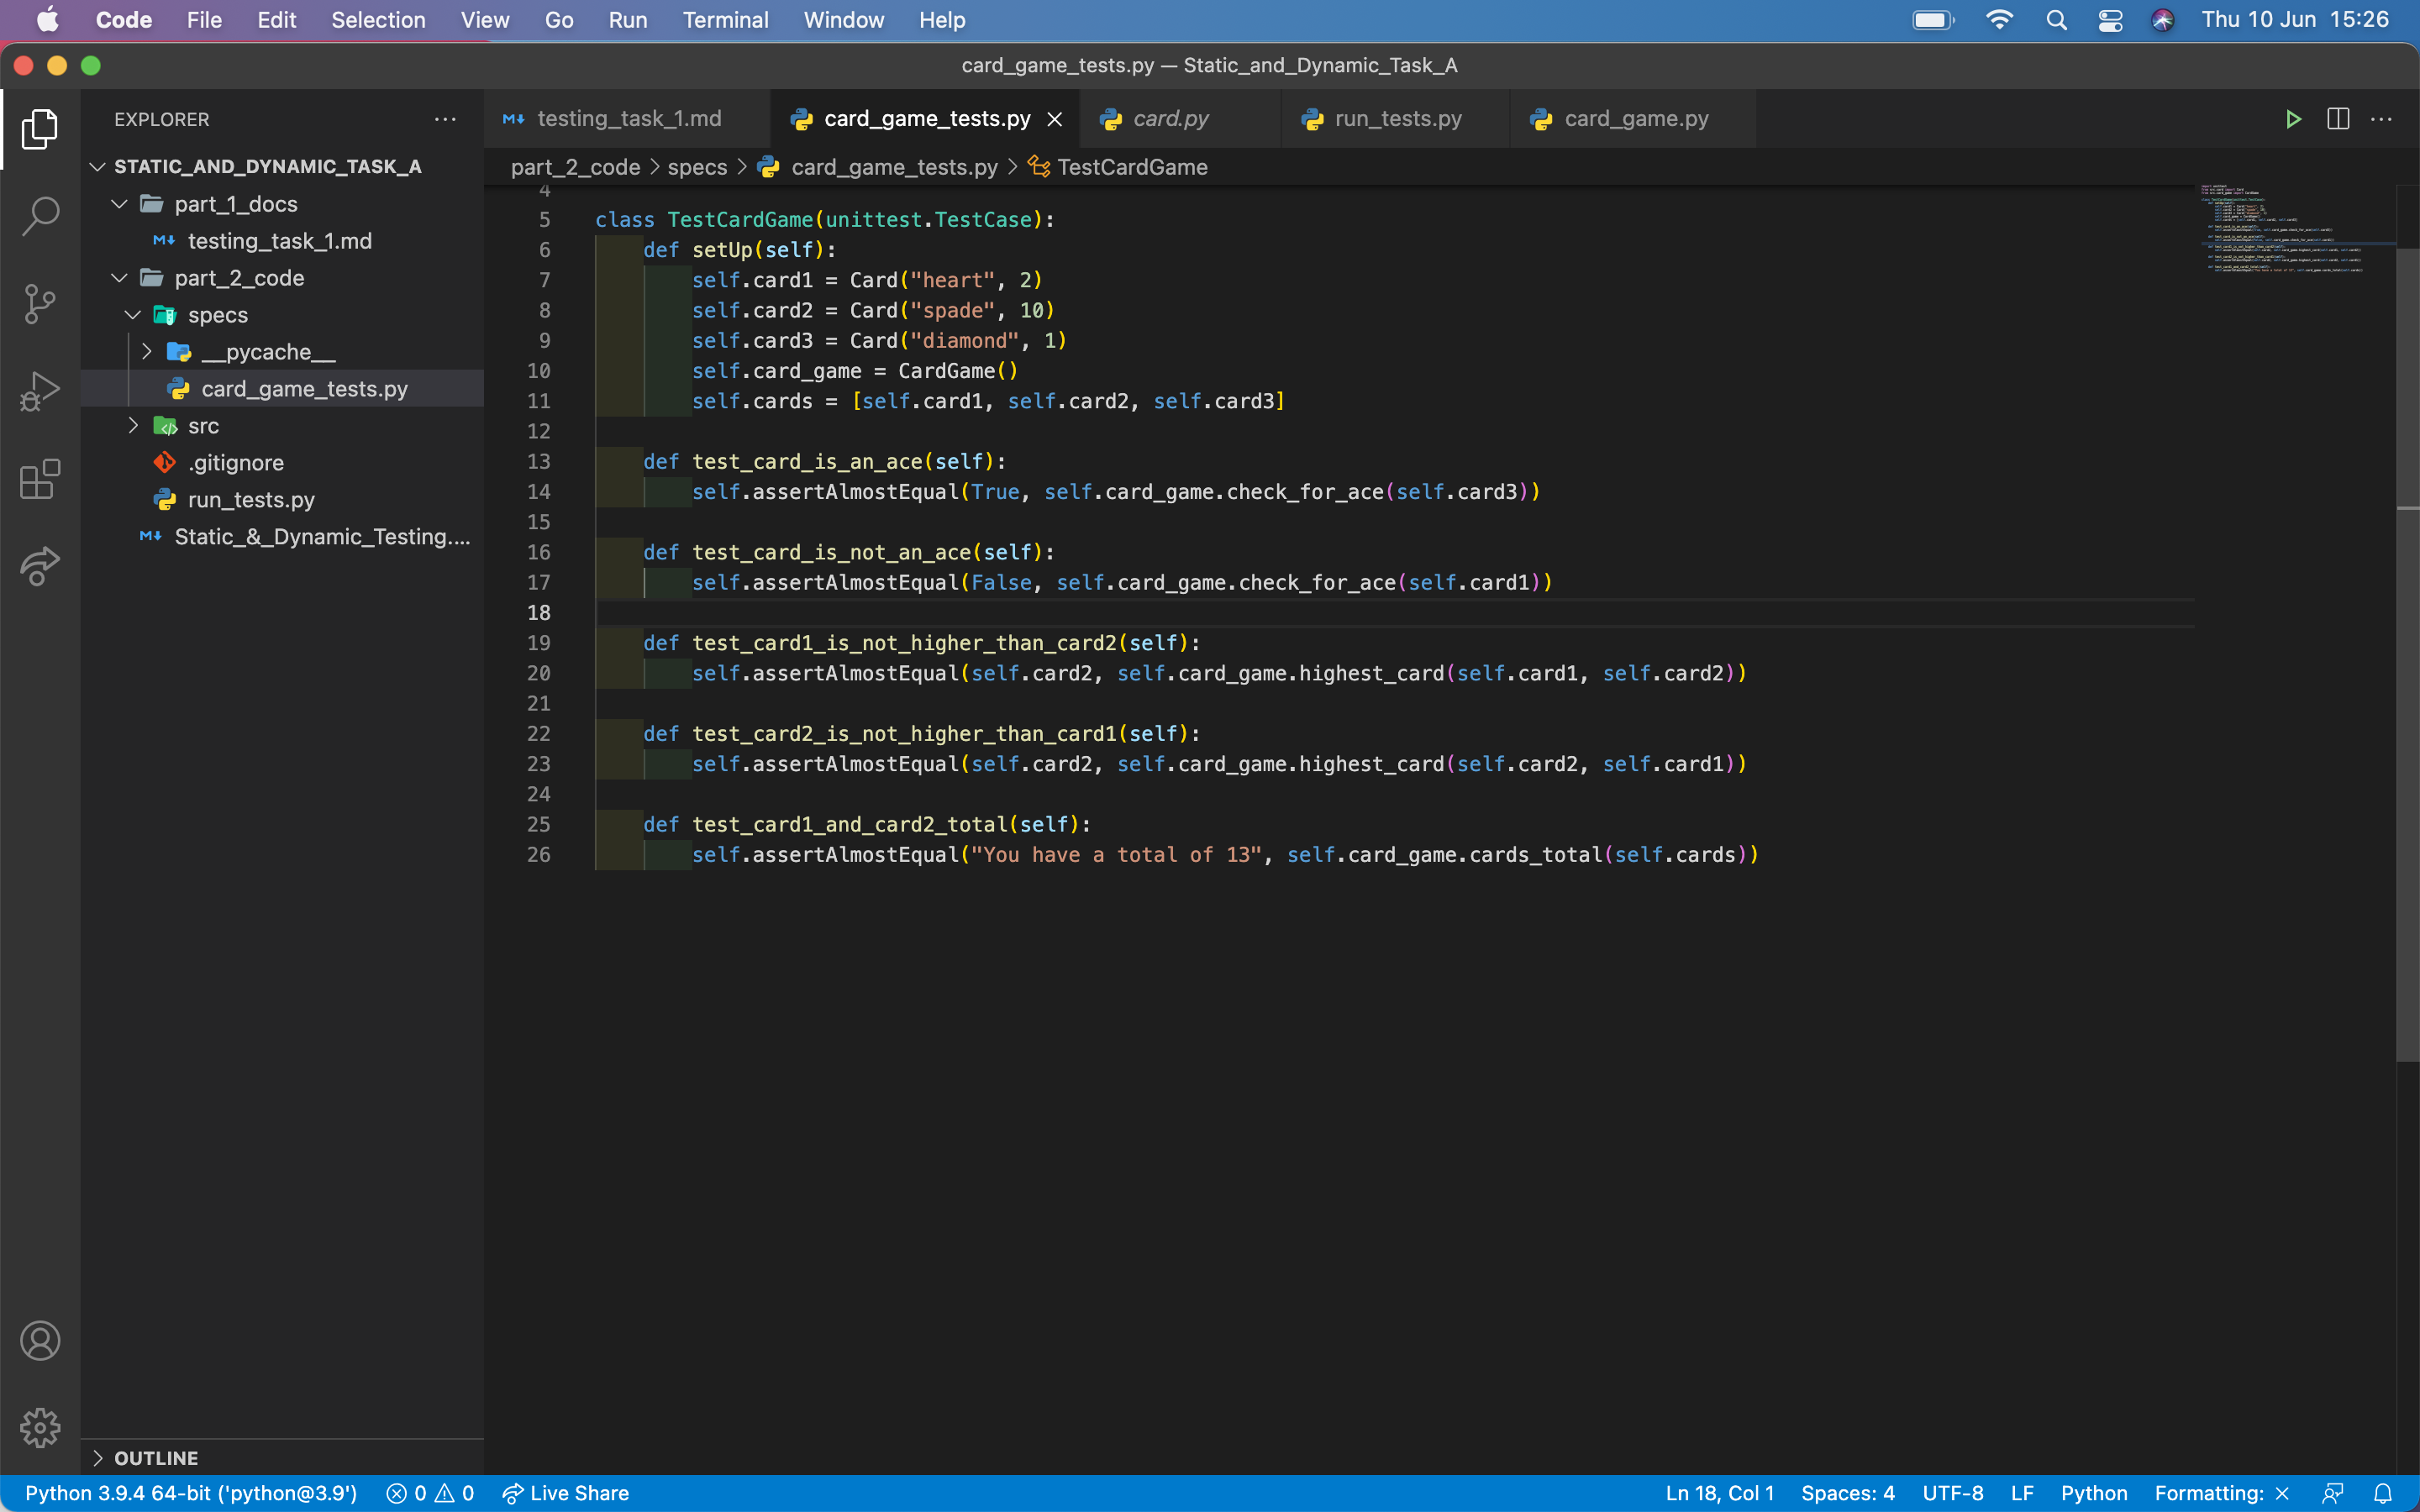 Code File Edit Selection View Go Run Terminal Window Help Thu 10 Jun 15:26
card_game_tests.py — Static_and_Dynamic_Task_A
EXPLORER
testing_task_1.md card_game_tests.py card.py run_tests.py card_game.py
part_2_code > specs > card_game_tests.py > TestCardGame
STATIC_AND_DYNAMIC_TASK_A
part_1_docs
testing_task_1.md
part_2_code
specs
__pycache__
card_game_tests.py
src
.gitignore
run_tests.py
Static_&_Dynamic_Testing....
OUTLINE
4
5 class TestCardGame(unittest.TestCase):
6 def setUp(self):
7 self.card1 = Card("heart", 2)
8 self.card2 = Card("spade", 10)
9 self.card3 = Card("diamond", 1)
10 self.card_game = CardGame()
11 self.cards = [self.card1, self.card2, self.card3]
12
13 def test_card_is_an_ace(self):
14 self.assertAlmostEqual(True, self.card_game.check_for_ace(self.card3))
15
16 def test_card_is_not_an_ace(self):
17 self.assertAlmostEqual(False, self.card_game.check_for_ace(self.card1))
18
19 def test_card1_is_not_higher_than_card2(self):
20 self.assertAlmostEqual(self.card2, self.card_game.highest_card(self.card1, self.card2))
21
22 def test_card2_is_not_higher_than_card1(self):
23 self.assertAlmostEqual(self.card2, self.card_game.highest_card(self.card2, self.card1))
24
25 def test_card1_and_card2_total(self):
26 self.assertAlmostEqual("You have a total of 13", self.card_game.cards_total(self.cards))
Python 3.9.4 64-bit ('python@3.9') 0 0 Live Share Ln 18, Col 1 Spaces: 4 UTF-8 LF Python Formatting: ×